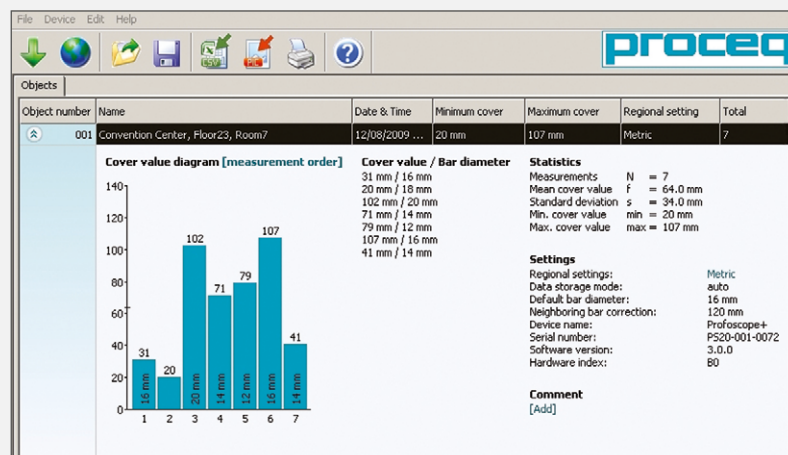 File Device Edit Help
CSV PIC ?
proceq
Objects
Object number Name Date & Time Minimum cover Maximum cover Regional setting Total
001 Convention Center, Floor23, Room7 12/08/2009 ... 20 mm 107 mm Metric 7
Cover value diagram [measurement order]
140
120
100
80
60
40
20
0
31
20
102
71
79
107
41
16 mm
20 mm
14 mm
12 mm
16 mm
14 mm
1 2 3 4 5 6 7
Cover value / Bar diameter
31 mm / 16 mm
20 mm / 18 mm
102 mm / 20 mm
71 mm / 14 mm
79 mm / 12 mm
107 mm / 16 mm
41 mm / 14 mm
Statistics
Measurements N = 7
Mean cover value f = 64.0 mm
Standard deviation s = 34.0 mm
Min. cover value min = 20 mm
Max. cover value max = 107 mm
Settings
Regional settings: Metric
Data storage mode: auto
Default bar diameter: 16 mm
Neighboring bar correction: 120 mm
Device name: Profoscope+
Serial number: PS20-001-0072
Software version: 3.0.0
Hardware index: B0
Comment
[Add]